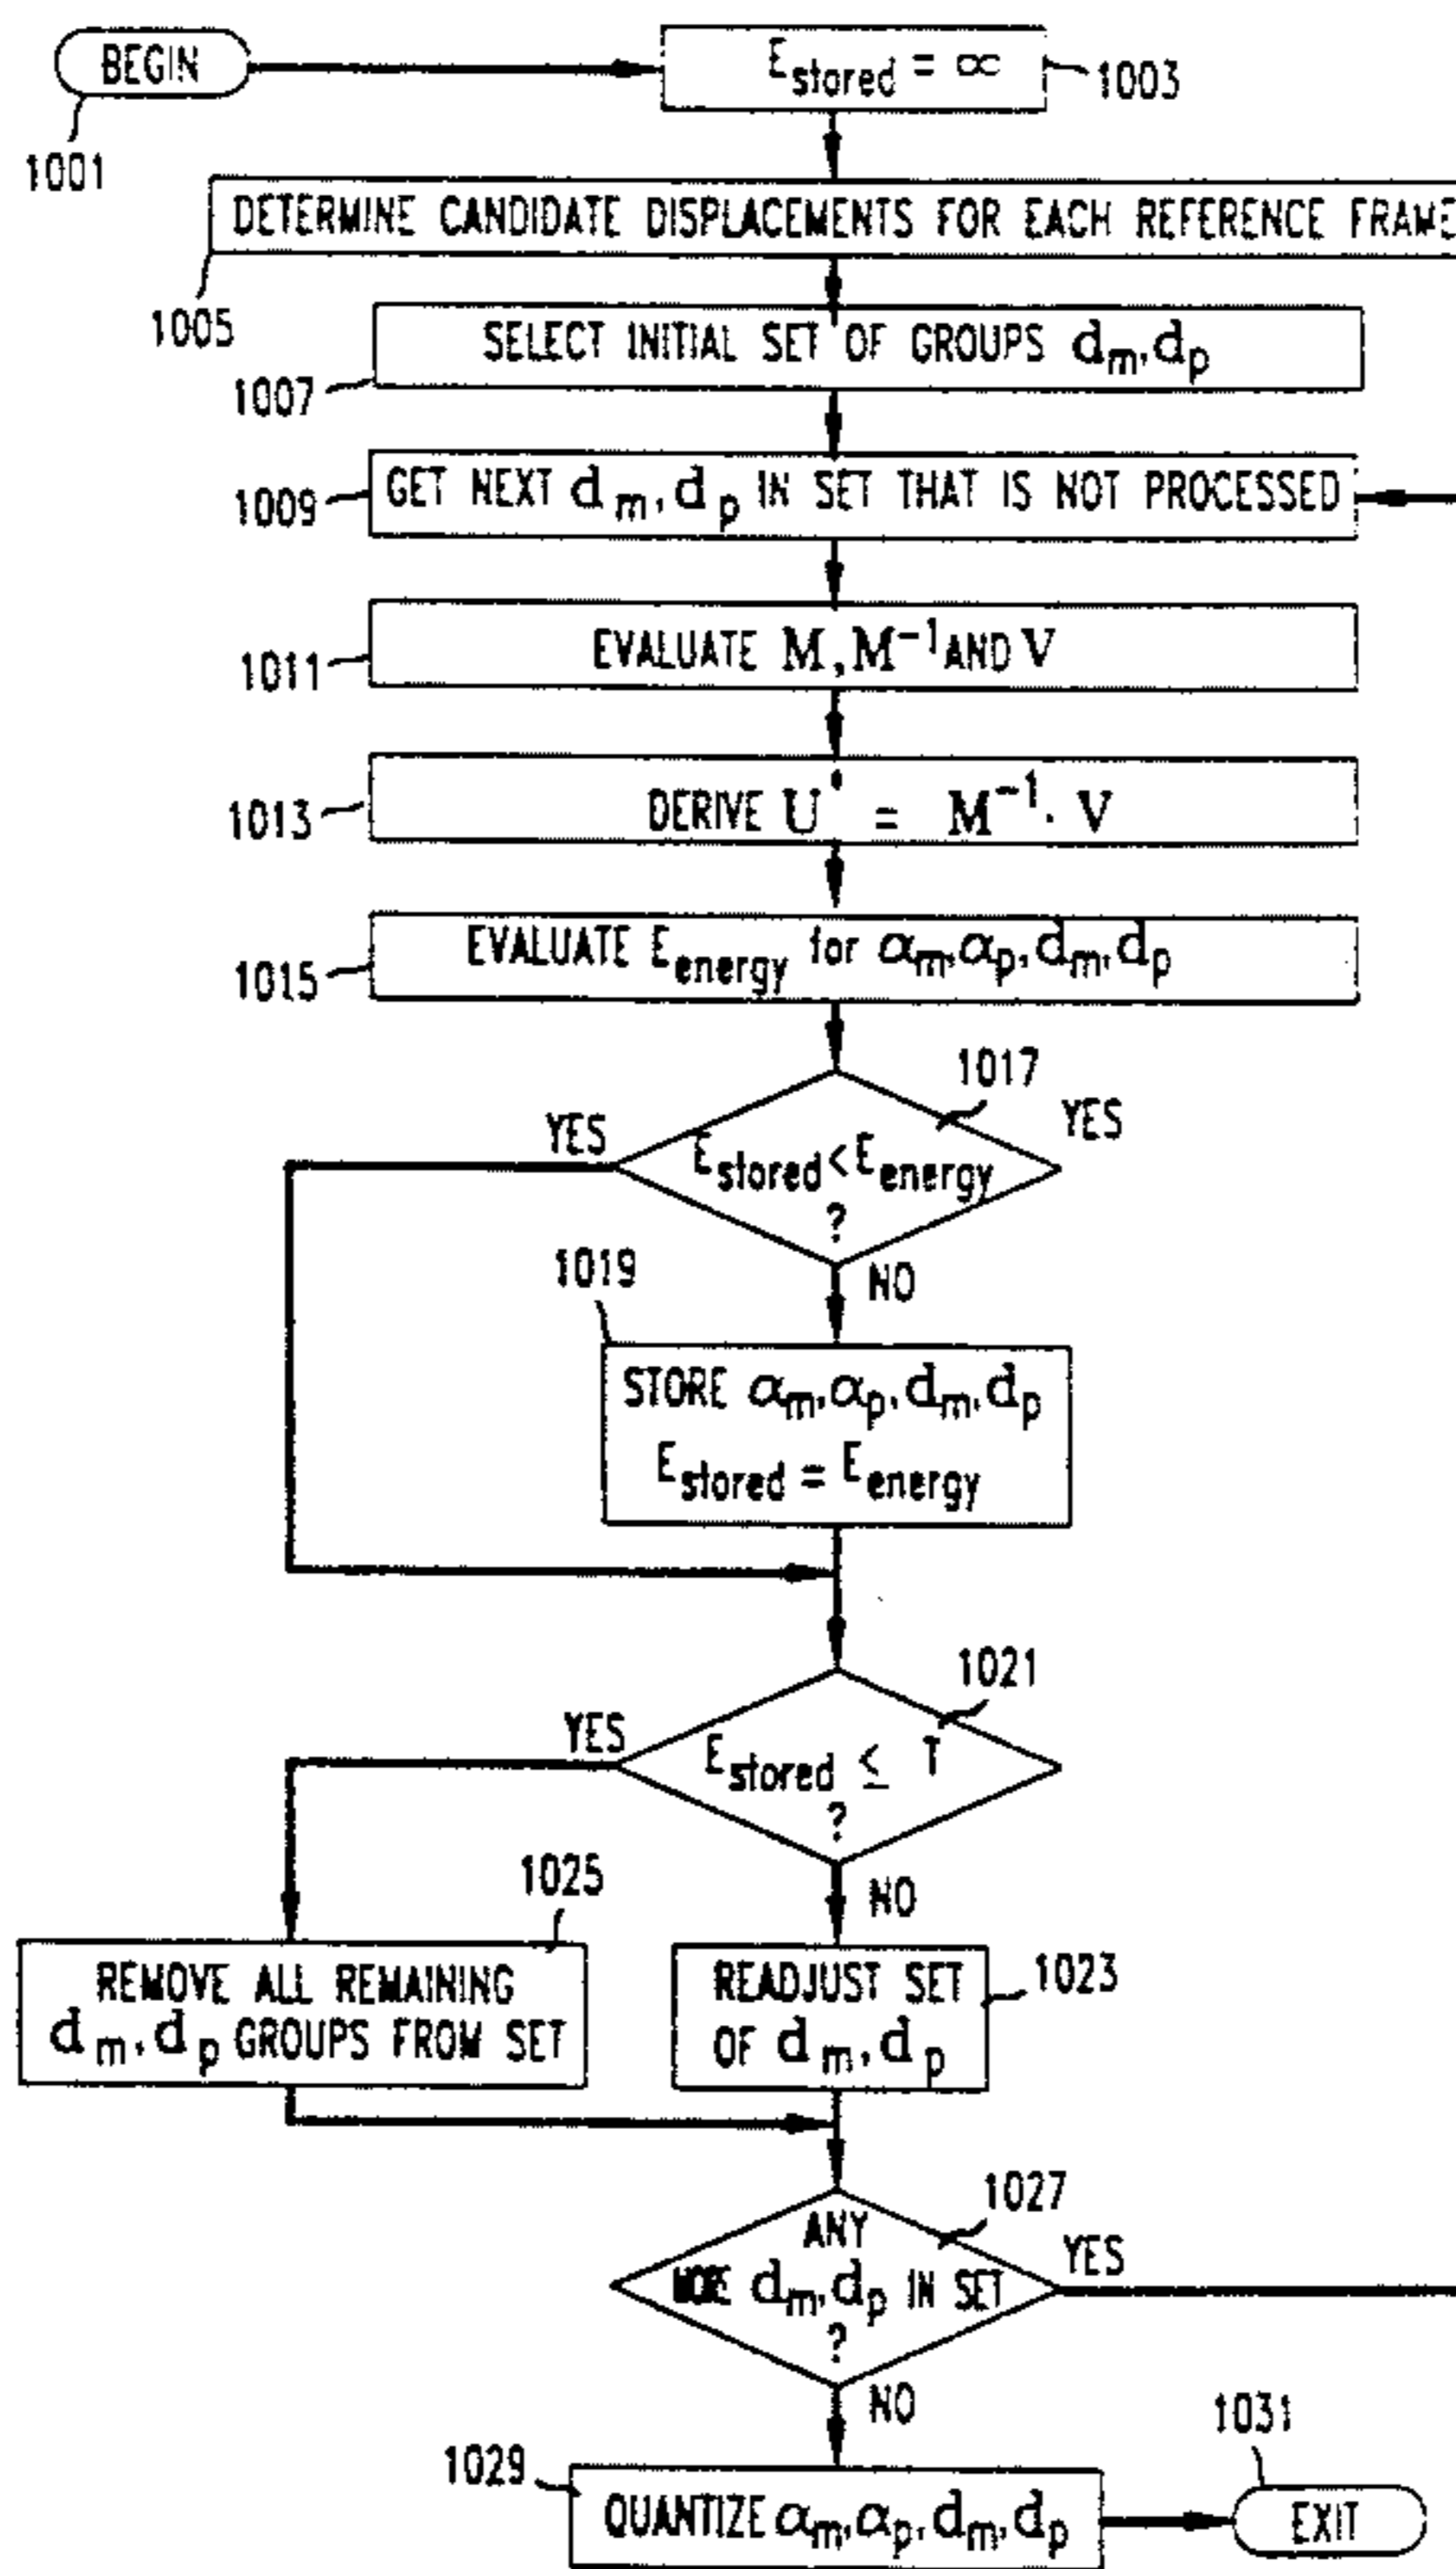 BEGIN
1001
E_stored = ∝
1003
DETERMINE CANDIDATE DISPLACEMENTS FOR EACH REFERENCE FRAME
1005
SELECT INITIAL SET OF GROUPS d_m, d_p
1007
GET NEXT d_m, d_p IN SET THAT IS NOT PROCESSED
1009
EVALUATE M, M⁻¹ AND V
1011
DERIVE U' = M⁻¹ · V
1013
EVALUATE E_energy for α_m, α_p, d_m, d_p
1015
1017
YES
YES
E_stored < E_energy
?
NO
1019
STORE α_m, α_p, d_m, d_p
E_stored = E_energy
1021
YES
E_stored ≤ T
?
NO
1025
REMOVE ALL REMAINING
d_m, d_p GROUPS FROM SET
READJUST SET
OF d_m, d_p
1023
1027
ANY
MORE d_m, d_p IN SET
?
YES
NO
1029
QUANTIZE α_m, α_p, d_m, d_p
1031
EXIT